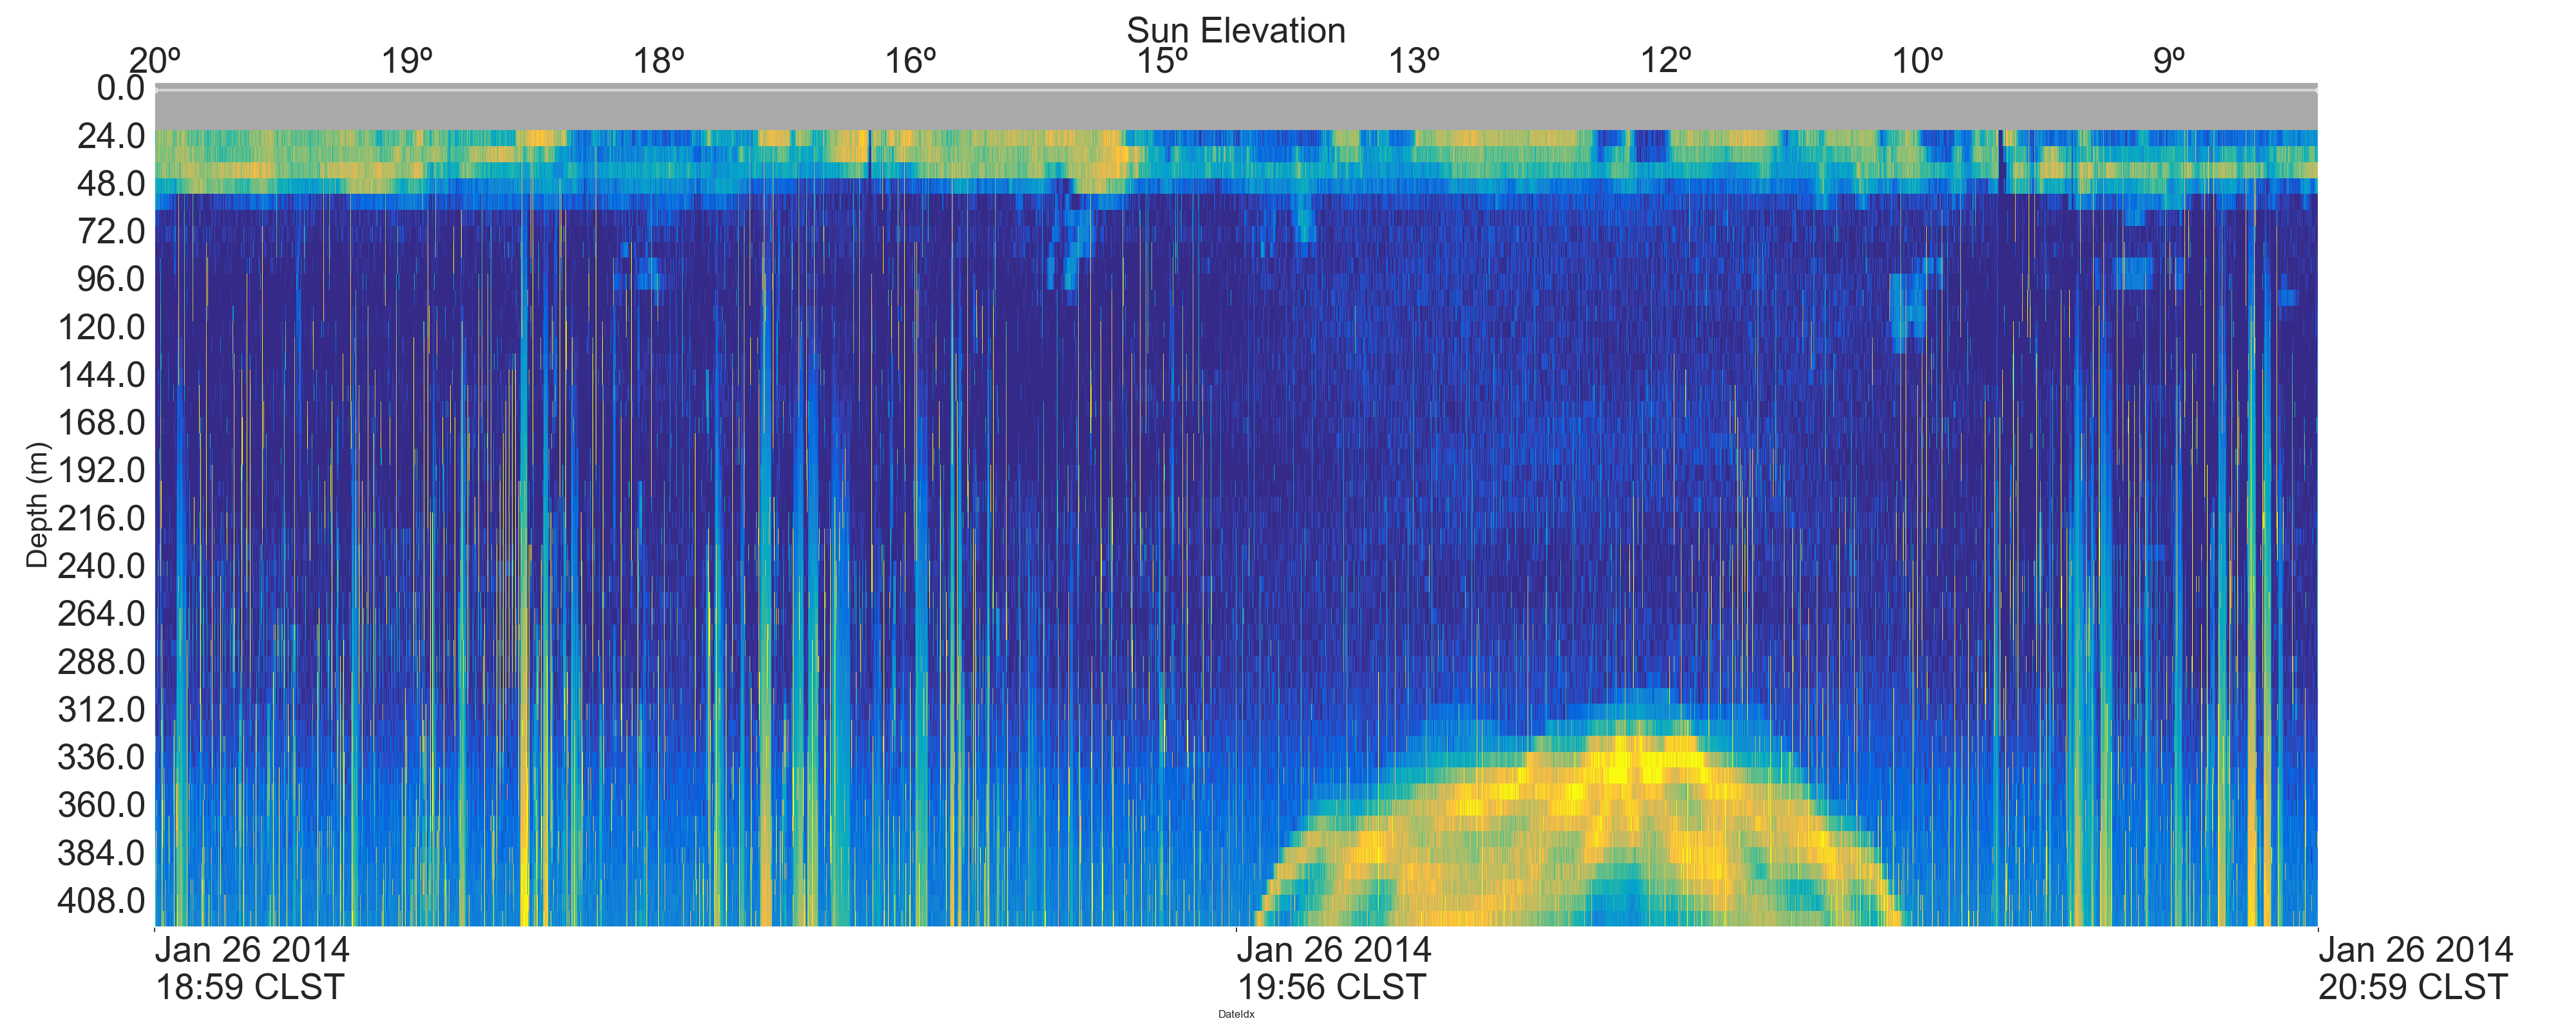 Sun Elevation
20º 19º 18º 16º 15º 13º 12º 10º 9º
0.0
24.0
48.0
72.0
96.0
120.0
144.0
168.0
192.0
216.0
240.0
264.0
288.0
312.0
336.0
360.0
384.0
408.0
Depth (m)
Jan 26 2014
18:59 CLST
Jan 26 2014
19:56 CLST
Jan 26 2014
20:59 CLST
DateIdx